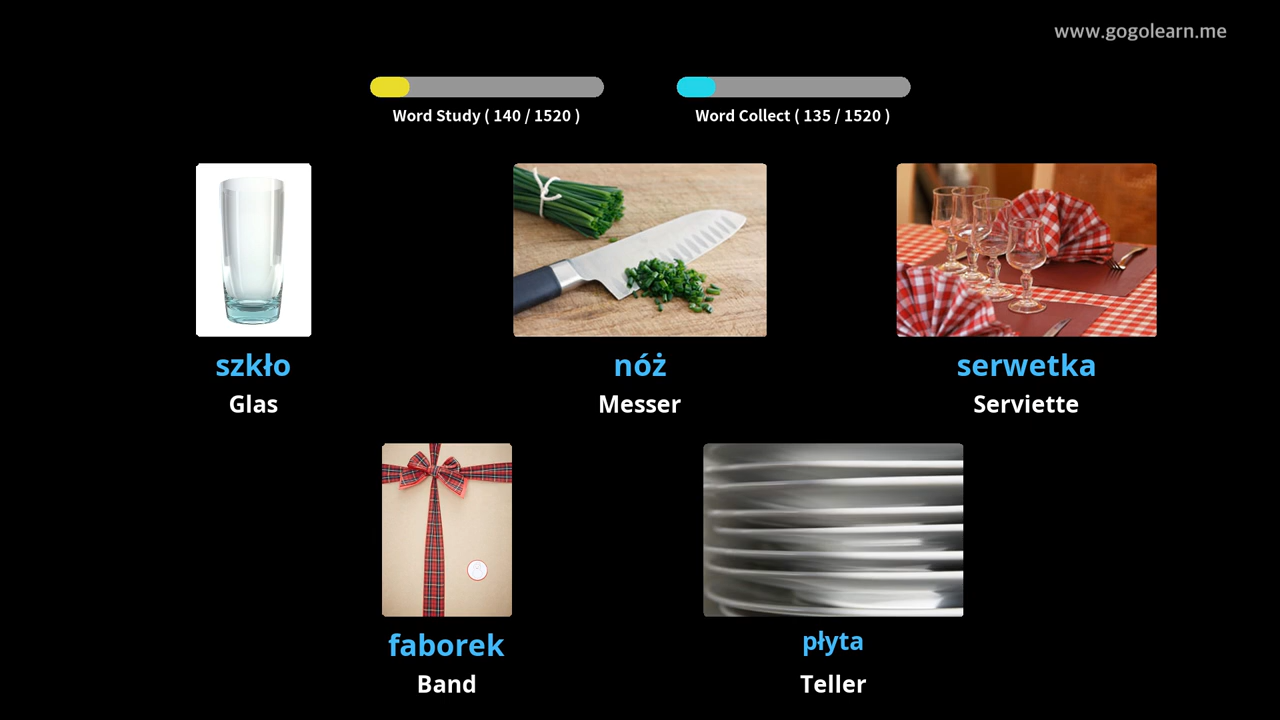 www.gogolearn.me
Word Study ( 140 / 1520 )
Word Collect ( 135 / 1520 )
szkło
Glas
nóż
Messer
serwetka
Serviette
faborek
Band
płyta
Teller